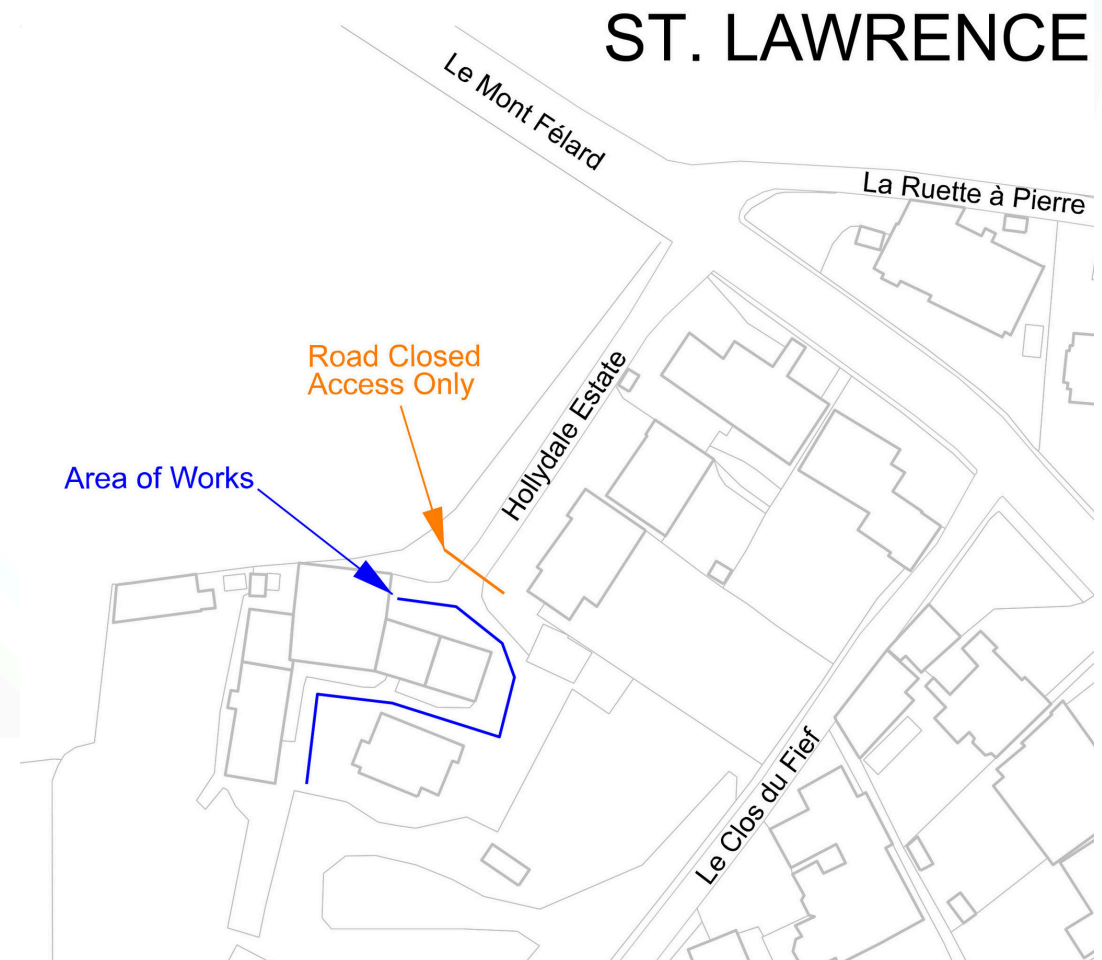 ST. LAWRENCE
Le Mont Félard
La Ruette à Pierre
Road Closed
Access Only
Hollydale Estate
Area of Works
Le Clos du Fief